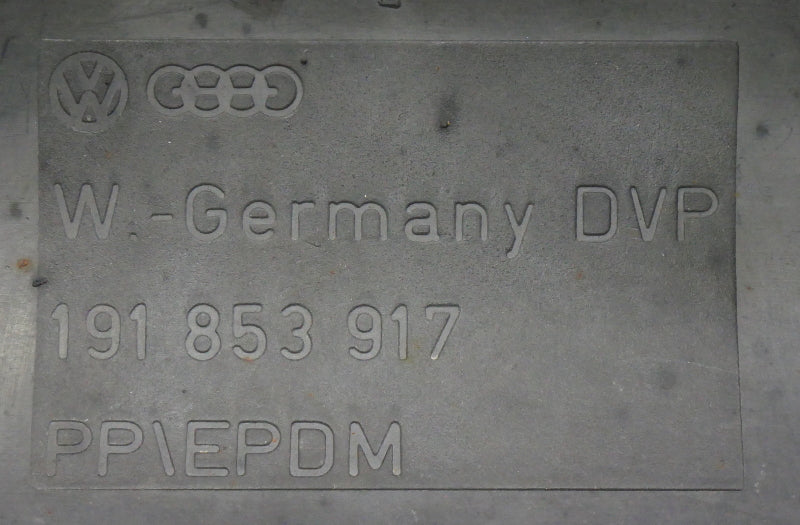 W.-Germany DVP
191 853 917
PP\EPDM